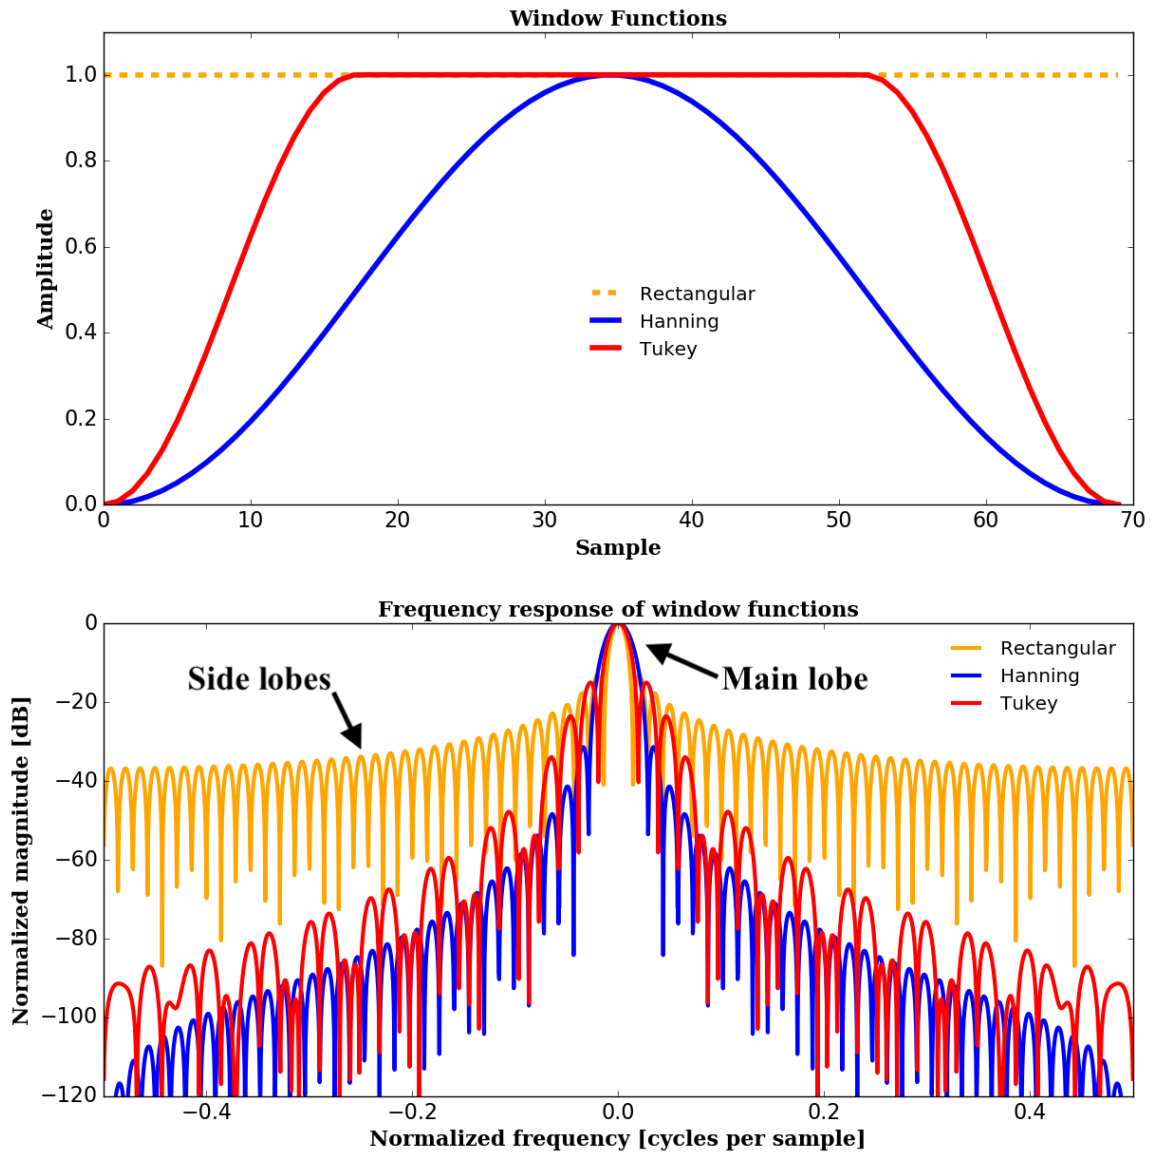 Window Functions
1.0
0.8
0.6
0.4
0.2
0.0
Amplitude
Rectangular
Hanning
Tukey
0 10 20 30 40 50 60 70
Sample
Frequency response of window functions
0
−20
−40
−60
−80
−100
−120
Normalized magnitude [dB]
Side lobes
Main lobe
Rectangular
Hanning
Tukey
−0.4 −0.2 0.0 0.2 0.4
Normalized frequency [cycles per sample]